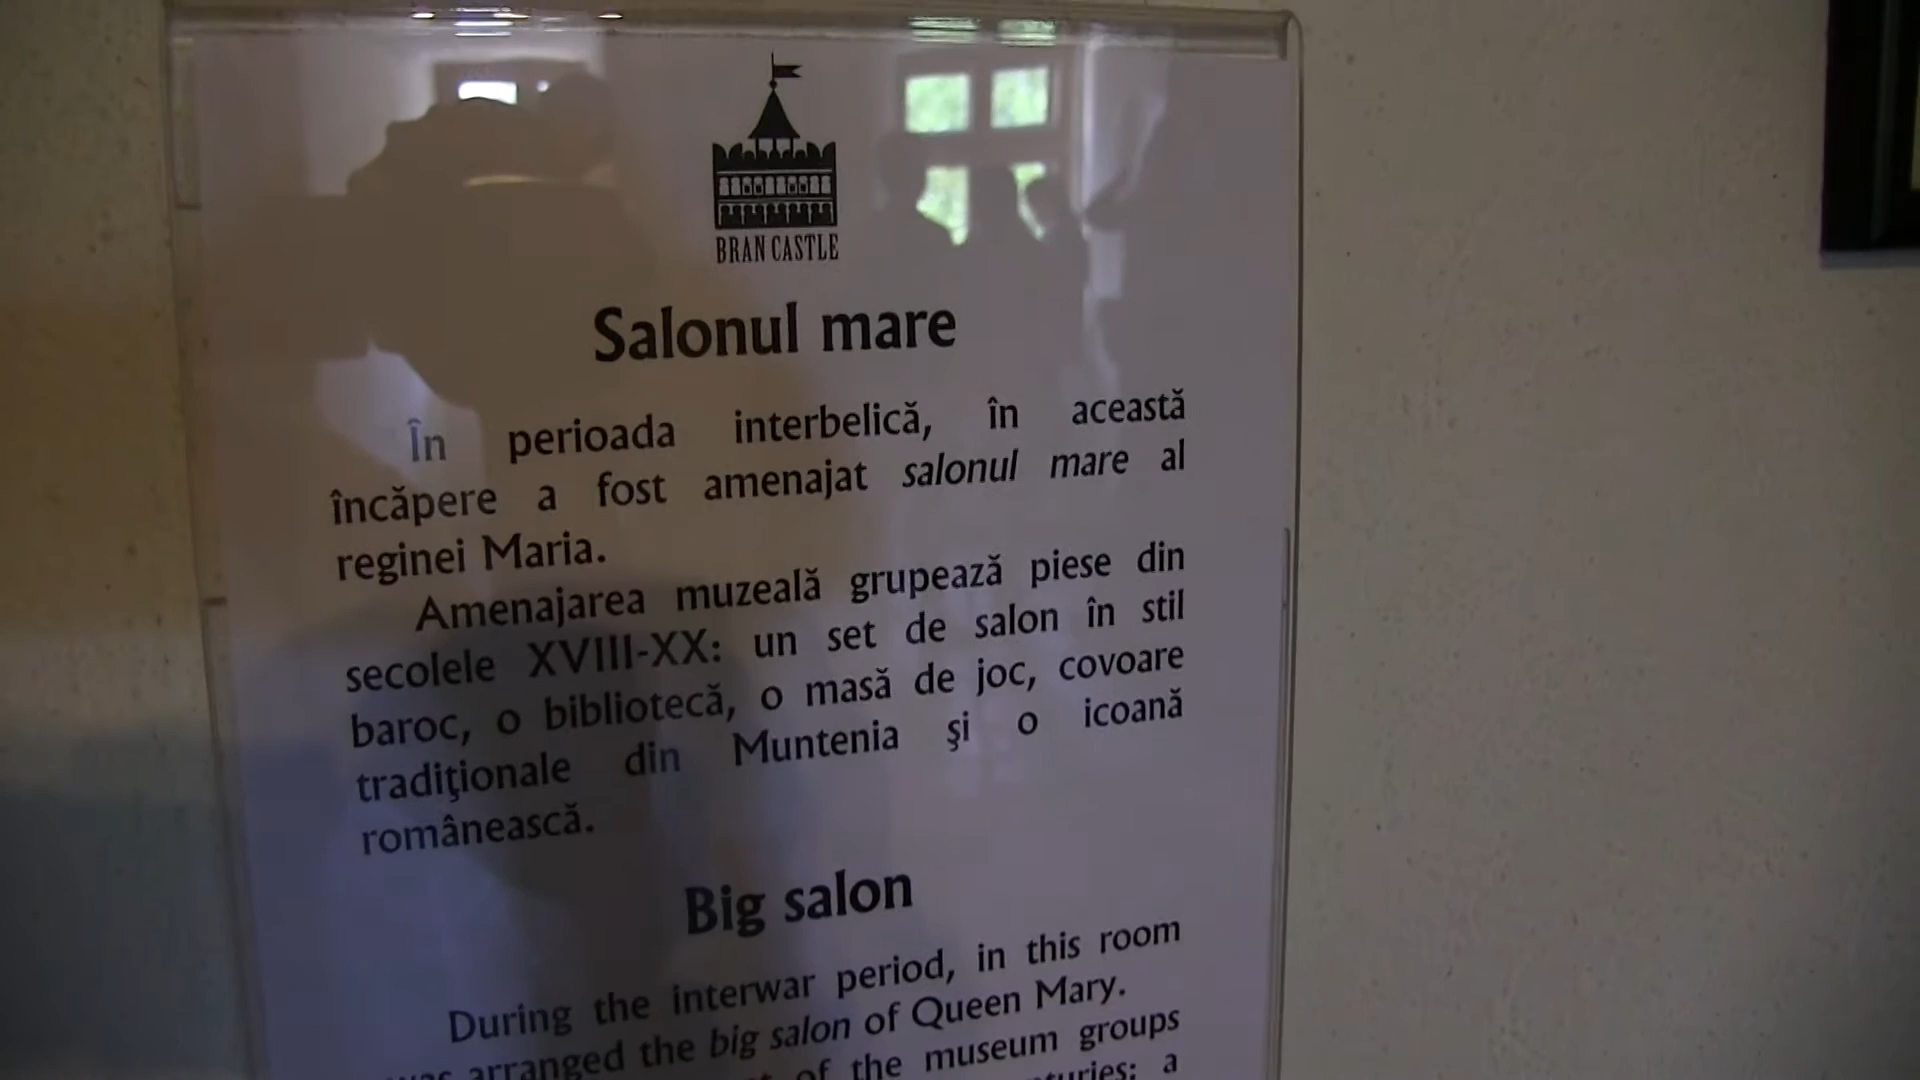 BRAN CASTLE
Salonul mare
În perioada interbelică, în această
încăpere a fost amenajat salonul mare al
reginei Maria.
Amenajarea muzeală grupează piese din
secolele XVIII-XX: un set de salon în stil
baroc, o bibliotecă, o masă de joc, covoare
tradiţionale din Muntenia şi o icoană
românească.
Big salon
During the interwar period, in this room
arranged the big salon of Queen Mary.
of the museum groups
a